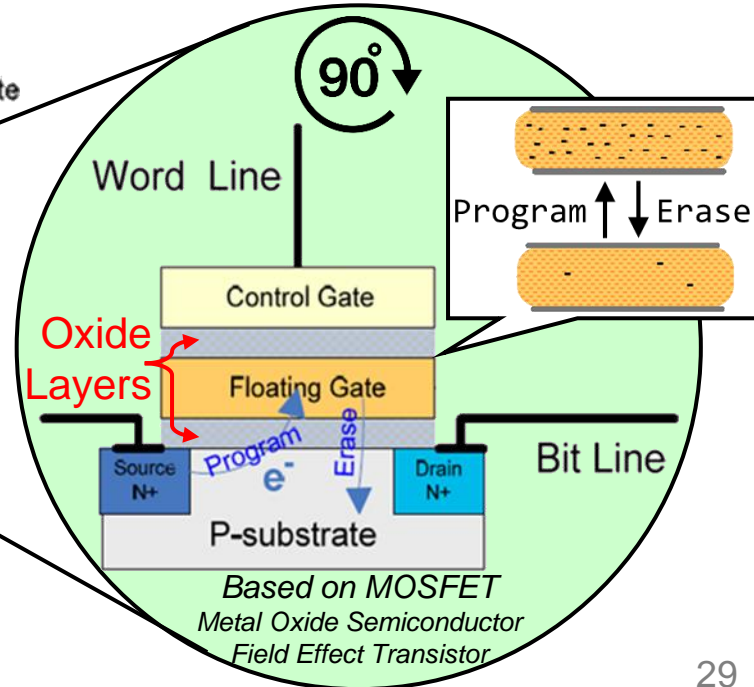 90°
Word Line
Program
Erase
Control Gate
Oxide
Layers
Floating Gate
Program
Erase
e-
Source
N+
Drain
N+
Bit Line
P-substrate
Based on MOSFET
Metal Oxide Semiconductor
Field Effect Transistor
29